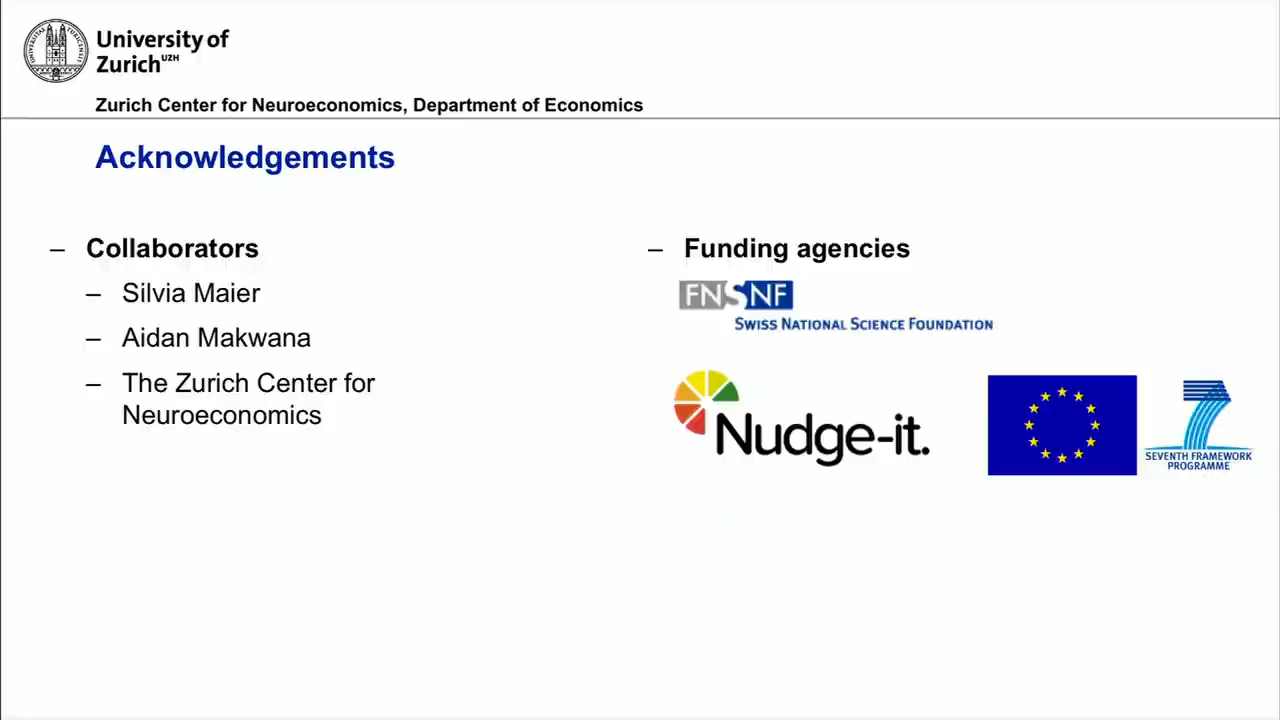 University of
Zurich UZH
Zurich Center for Neuroeconomics, Department of Economics
Acknowledgements
– Collaborators
– Silvia Maier
– Aidan Makwana
– The Zurich Center for
Neuroeconomics
– Funding agencies
FNSNF
SWISS NATIONAL SCIENCE FOUNDATION
Nudge-it.
7
SEVENTH FRAMEWORK
PROGRAMME